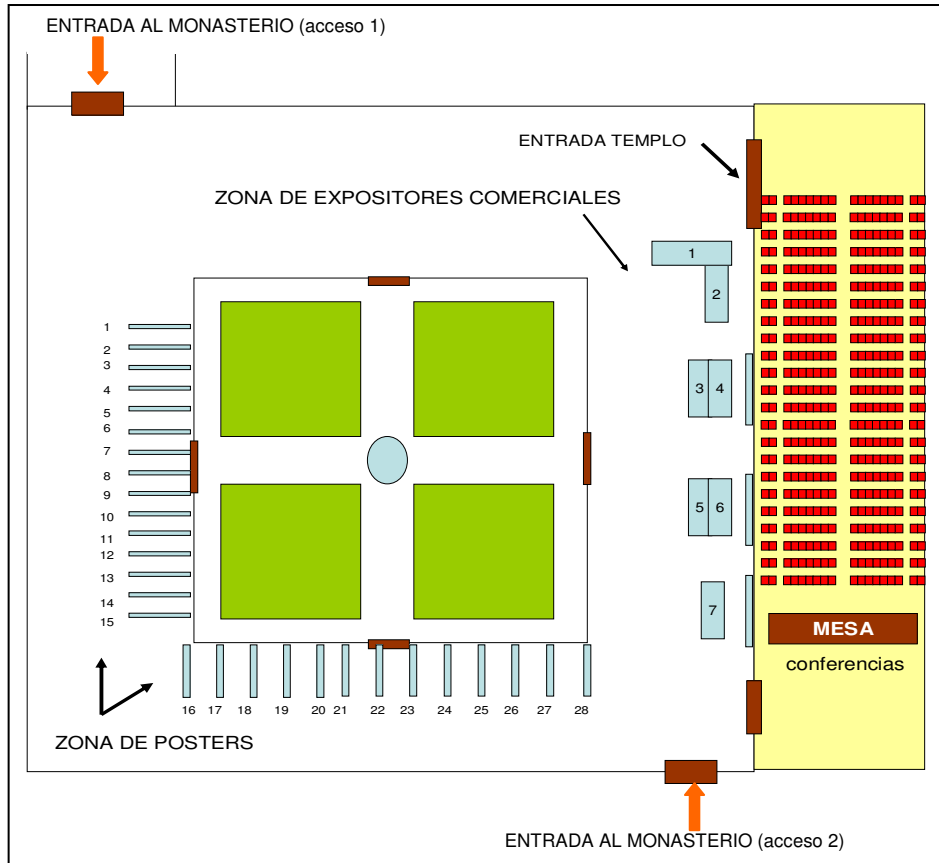 ENTRADA AL MONASTERIO (acceso 1)
ENTRADA TEMPLO
ZONA DE EXPOSITORES COMERCIALES
1
2
3 4
5 6
7
1
2
3
4
5
6
7
8
9
10
11
12
13
14
15
16 17 18 19 20 21 22 23 24 25 26 27 28
MESA
conferencias
ZONA DE POSTERS
ENTRADA AL MONASTERIO (acceso 2)